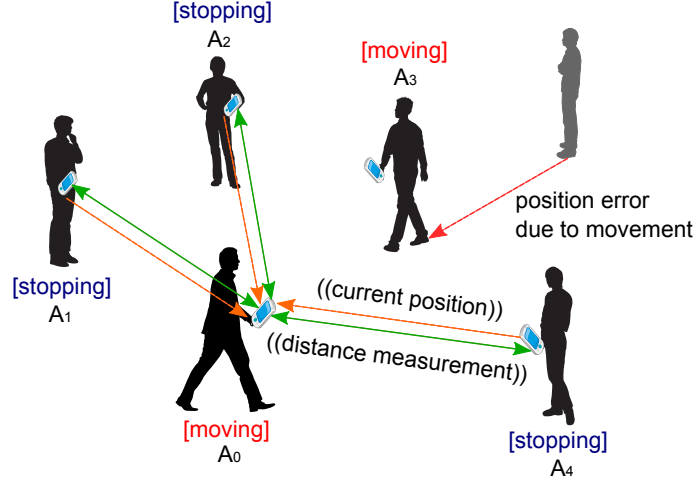 [stopping]
A2
[moving]
A3
position error
due to movement
[stopping]
A1
((current position))
((distance measurement))
[moving]
A0
[stopping]
A4